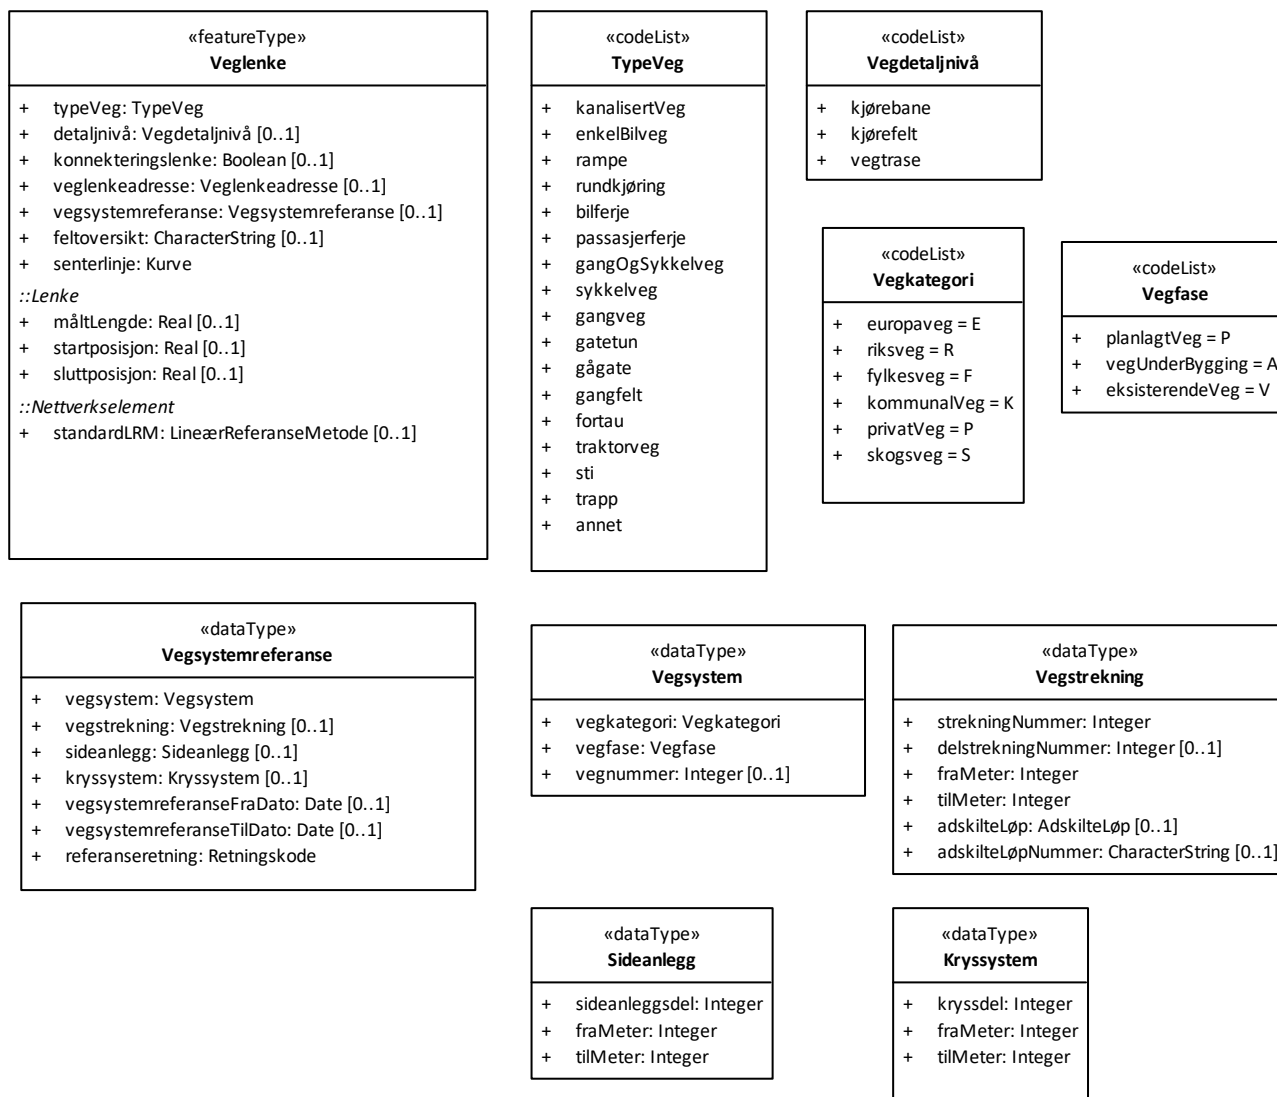 «featureType»
Veglenke
+ typeVeg: TypeVeg
+ detaljnivå: Vegdetaljnivå [0..1]
+ konnekteringslenke: Boolean [0..1]
+ veglenkeadresse: Veglenkeadresse [0..1]
+ vegsystemreferanse: Vegsystemreferanse [0..1]
+ feltoversikt: CharacterString [0..1]
+ senterlinje: Kurve
::Lenke
+ måltLengde: Real [0..1]
+ startposisjon: Real [0..1]
+ sluttposisjon: Real [0..1]
::Nettverkselement
+ standardLRM: LineærReferanseMetode [0..1]
«codeList»
TypeVeg
+ kanalisertVeg
+ enkelBilveg
+ rampe
+ rundkjøring
+ bilferje
+ passasjerferje
+ gangOgSykkelveg
+ sykkelveg
+ gangveg
+ gatetun
+ gågate
+ gangfelt
+ fortau
+ traktorveg
+ sti
+ trapp
+ annet
«codeList»
Vegdetaljnivå
+ kjørebane
+ kjørefelt
+ vegtrase
«codeList»
Vegkategori
+ europaveg = E
+ riksveg = R
+ fylkesveg = F
+ kommunalVeg = K
+ privatVeg = P
+ skogsveg = S
«codeList»
Vegfase
+ planlagtVeg = P
+ vegUnderBygging = A
+ eksisterendeVeg = V
«dataType»
Vegsystemreferanse
+ vegsystem: Vegsystem
+ vegstrekning: Vegstrekning [0..1]
+ sideanlegg: Sideanlegg [0..1]
+ kryssystem: Kryssystem [0..1]
+ vegsystemreferanseFraDato: Date [0..1]
+ vegsystemreferanseTilDato: Date [0..1]
+ referanseretning: Retningskode
«dataType»
Vegsystem
+ vegkategori: Vegkategori
+ vegfase: Vegfase
+ vegnummer: Integer [0..1]
«dataType»
Vegstrekning
+ strekningNummer: Integer
+ delstrekningNummer: Integer [0..1]
+ fraMeter: Integer
+ tilMeter: Integer
+ adskilteLøp: AdskilteLøp [0..1]
+ adskilteLøpNummer: CharacterString [0..1]
«dataType»
Sideanlegg
+ sideanleggsdel: Integer
+ fraMeter: Integer
+ tilMeter: Integer
«dataType»
Kryssystem
+ kryssdel: Integer
+ fraMeter: Integer
+ tilMeter: Integer